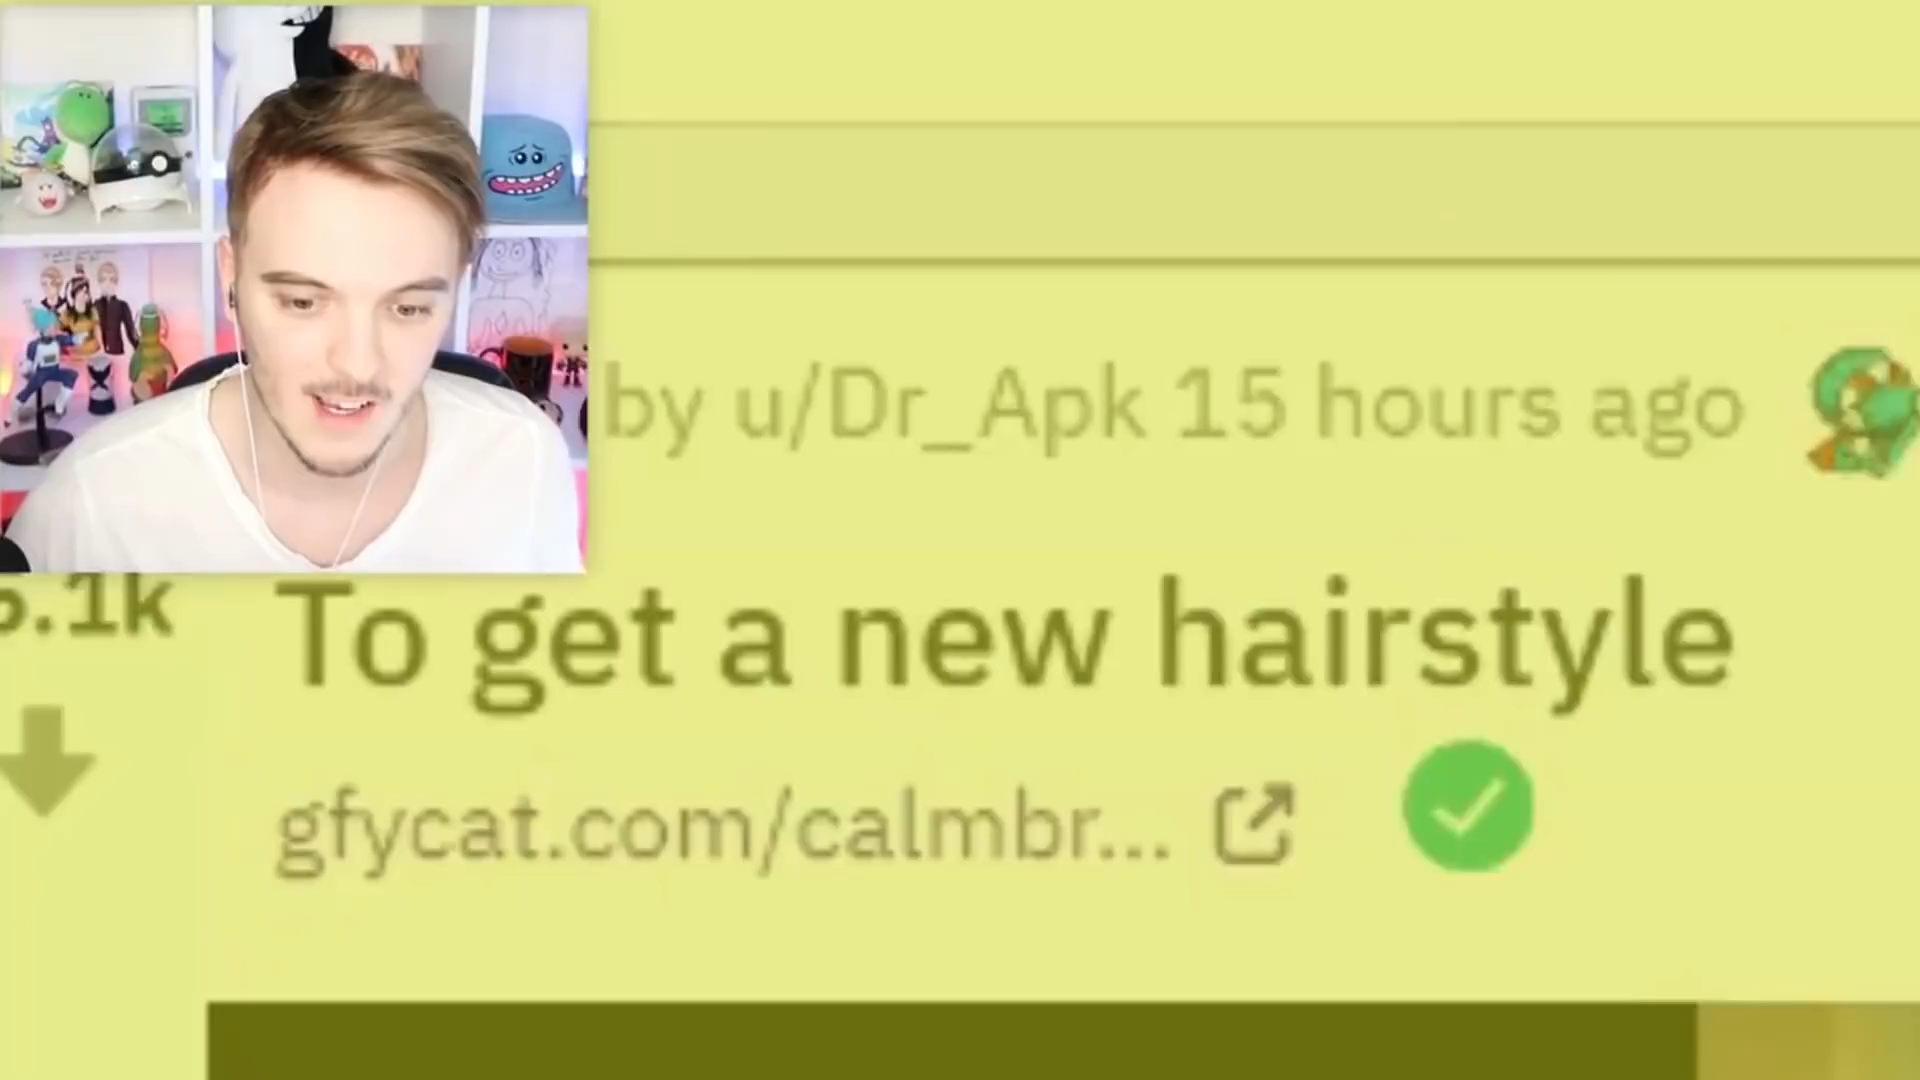 by u/Dr_Apk 15 hours ago
.1k
To get a new hairstyle
gfycat.com/calmbr...